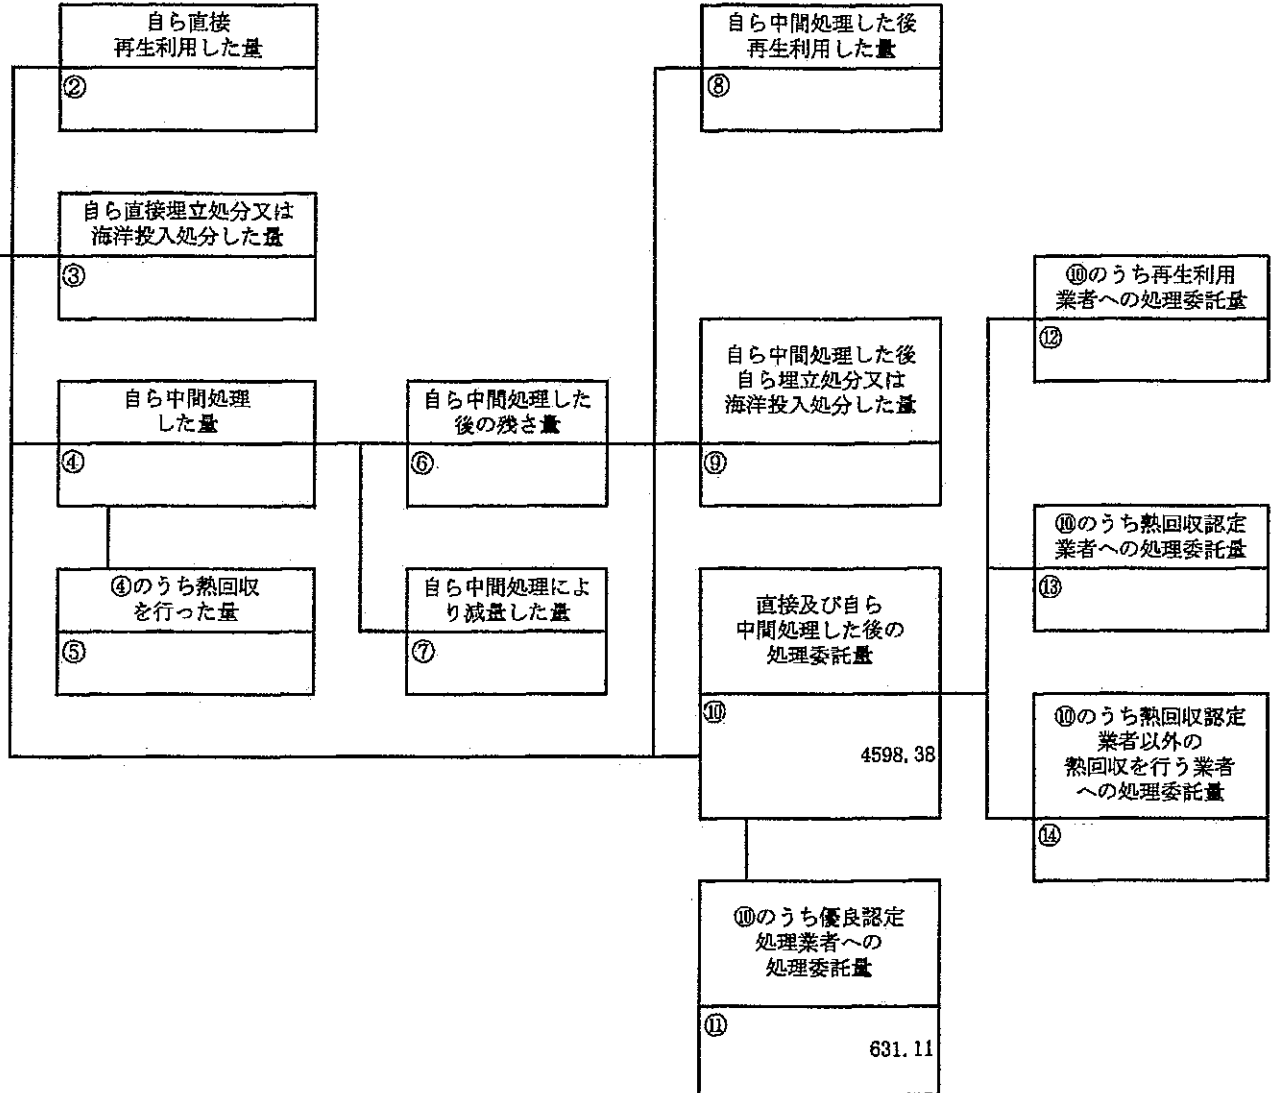 自ら直接
再生利用した量
②
自ら中間処理した後
再生利用した量
⑧
自ら直接埋立処分又は
海洋投入処分した量
③
⑩のうち再生利用
業者への処理委託量
⑫
自ら中間処理した後
自ら埋立処分又は
海洋投入処分した量
⑨
自ら中間処理
した量
④
自ら中間処理した
後の残さ量
⑥
⑩のうち熱回収認定
業者への処理委託量
⑬
④のうち熱回収
を行った量
⑤
自ら中間処理によ
り減量した量
⑦
直接及び自ら
中間処理した後の
処理委託量
⑩
4598.38
⑩のうち熱回収認定
業者以外の
熱回収を行う業者
への処理委託量
⑭
⑩のうち優良認定
処理業者への
処理委託量
⑪
631.11